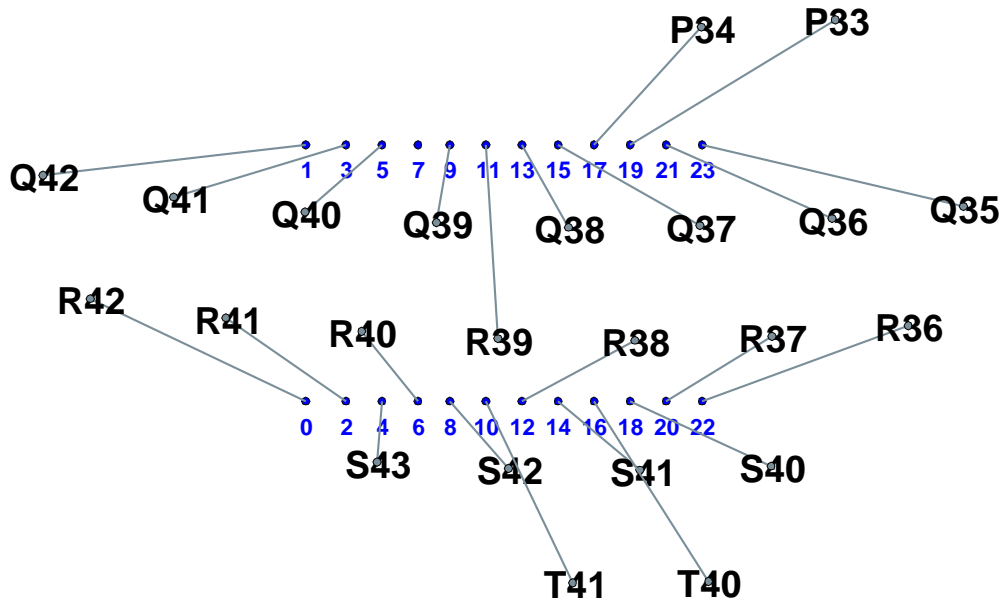 P34 P33
1 3 5 7 9 11 13 15 17 19 21 23
Q42 Q41 Q40 Q39 Q38 Q37 Q36 Q35
R42 R41 R40 R39 R38 R37 R36
0 2 4 6 8 10 12 14 16 18 20 22
S43 S42 S41 S40
T41 T40